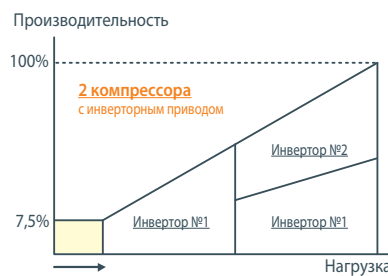 Производительность
100%
2 компрессора
с инверторным приводом
Инвертор №2
7,5%
Инвертор №1
Инвертор №1
Нагрузка